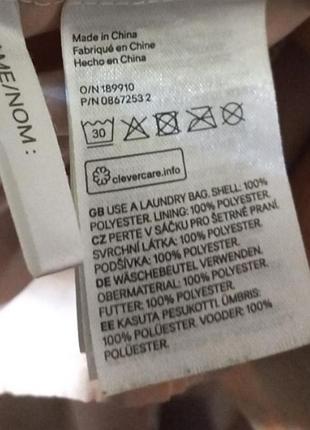 ME/NOM :
Made in China
Fabriqué en Chine
Hecho en China
O/N 189910
P/N 0867253 2
30
clevercare.info
GB USE A LAUNDRY BAG. SHELL: 100%
POLYESTER. LINING: 100% POLYESTER.
CZ PERTE V SÁČKU PRO ŠETRNÉ PRANÍ.
SVRCHNÍ LÁTKA: 100% POLYESTER.
PODŠÍVKA: 100% POLYESTER
DE WÄSCHEBEUTEL VERWENDEN.
OBERMATERIAL: 100% POLYESTER.
FUTTER: 100% POLYESTER
EE KASUTA PESUKOTTI. ÜMBRIS:
100% POLÜESTER. VOODER: 100%
POLÜESTER.